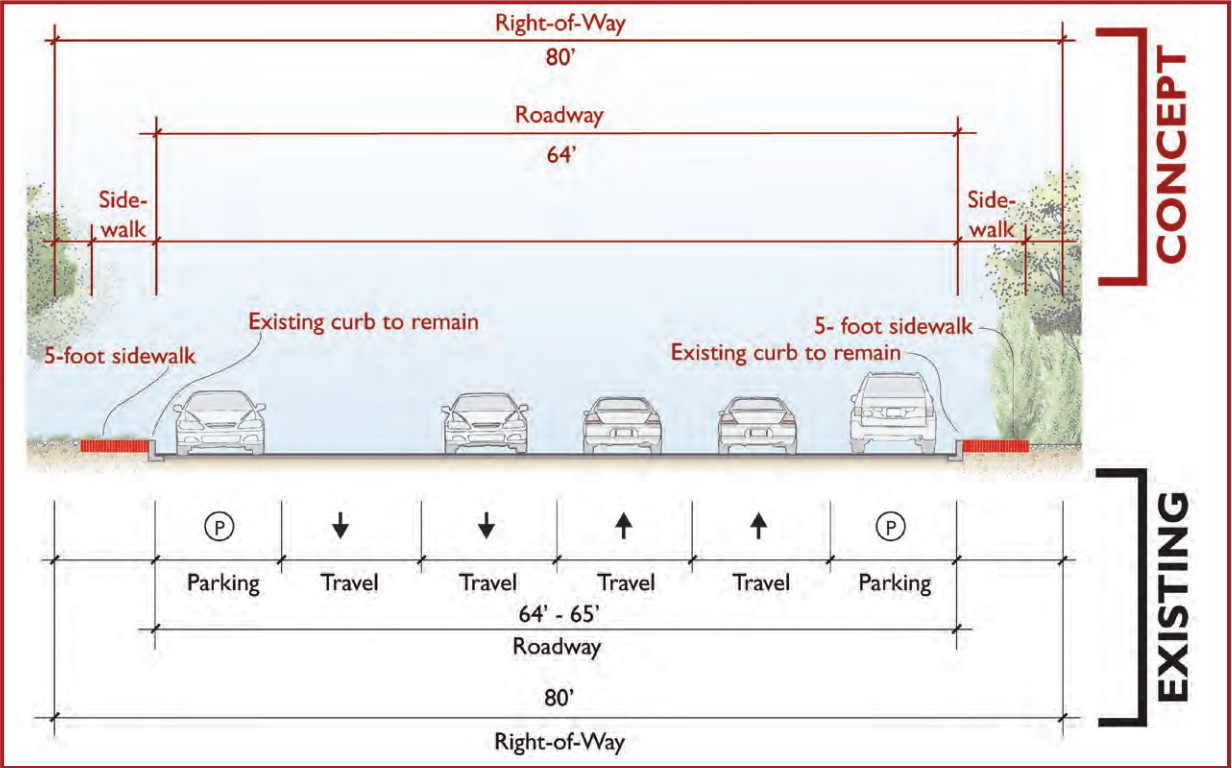 Right-of-Way
80’
Roadway
64’
Side-
walk
Side-
walk
CONCEPT
Existing curb to remain
5-foot sidewalk
5- foot sidewalk
Existing curb to remain
P
P
Parking Travel Travel Travel Travel Parking
64’ - 65’
Roadway
80’
Right-of-Way
EXISTING